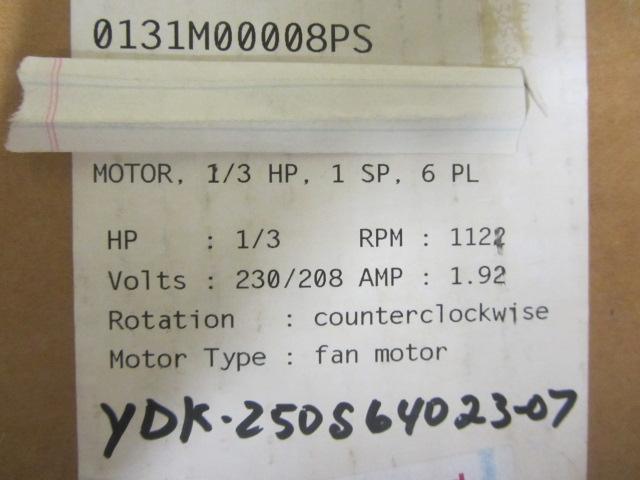 0131M00008PS
MOTOR, 1/3 HP, 1 SP, 6 PL
HP : 1/3 RPM : 1122
Volts : 230/208 AMP : 1.92
Rotation : counterclockwise
Motor Type : fan motor
YDK-250S64023-07